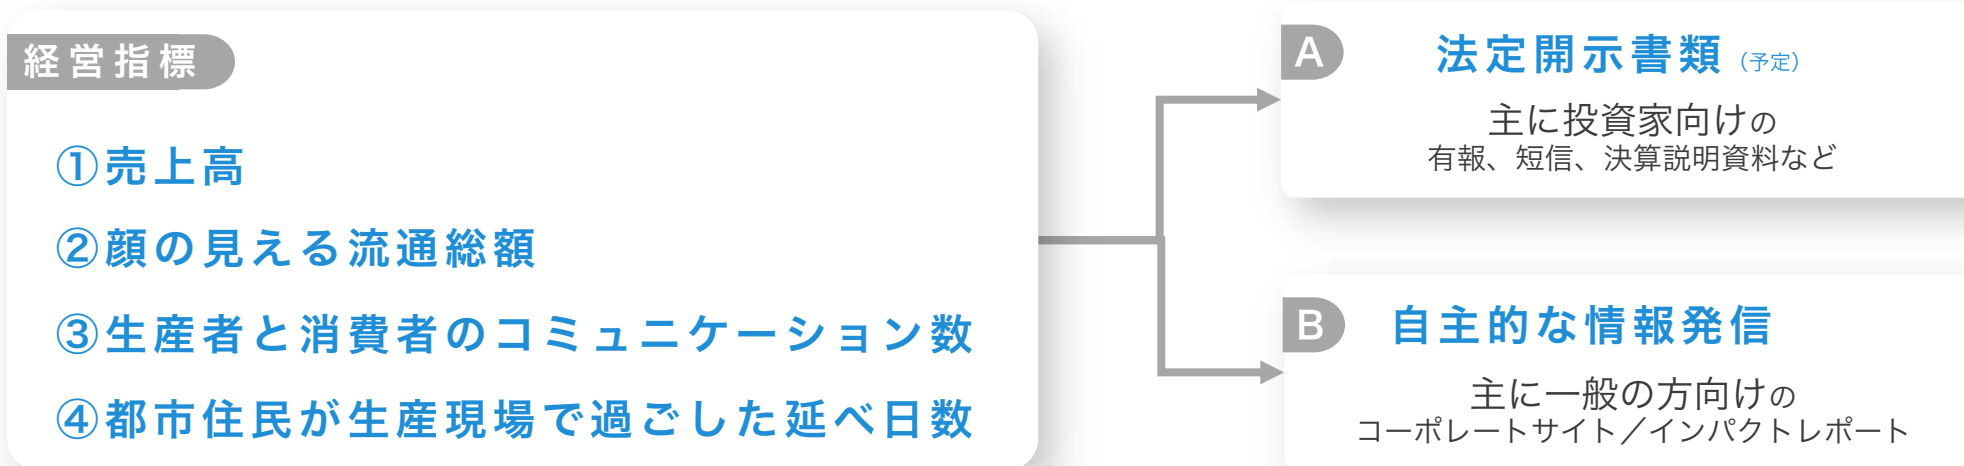 経営指標
①売上高
②顔の見える流通総額
③生産者と消費者のコミュニケーション数
④都市住民が生産現場で過ごした延べ日数
A
法定開示書類（予定）
主に投資家向けの
有報、短信、決算説明資料など
B
自主的な情報発信
主に一般の方向けの
コーポレートサイト／インパクトレポート